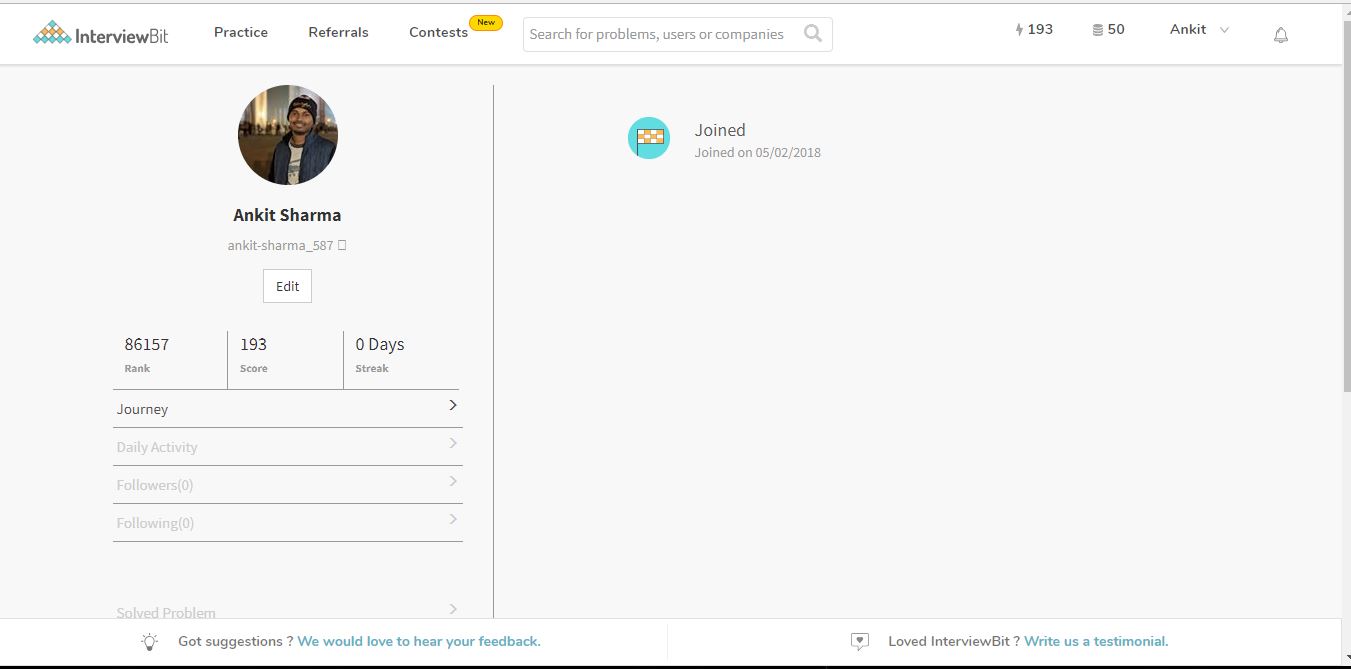 InterviewBit
Practice
Referrals
Contests
New
Search for problems, users or companies
193
50
Ankit
Ankit Sharma
ankit-sharma_587
Edit
86157
Rank
193
Score
0 Days
Streak
Journey
Daily Activity
Followers(0)
Following(0)
Solved Problem
Joined
Joined on 05/02/2018
Got suggestions ? We would love to hear your feedback.
Loved InterviewBit ? Write us a testimonial.